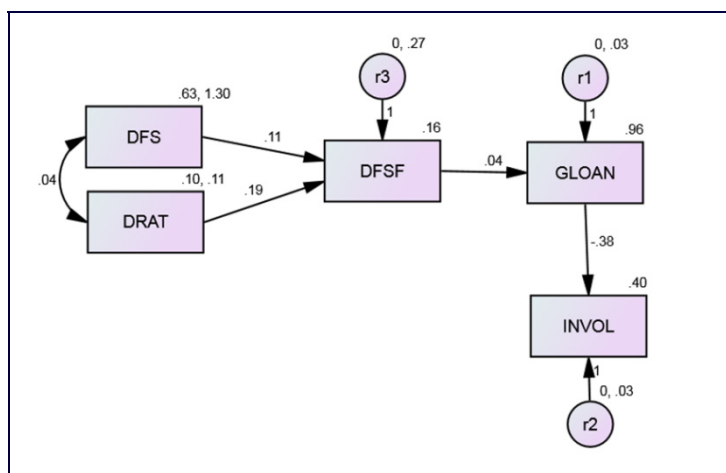 0, .27
0, .03
r3
r1
.63, 1.30
1
1
.16
.96
DFS
.11
DFSF
.04
GLOAN
.04
.10, .11
.19
DRAT
-.38
.40
INVOL
1
0, .03
r2